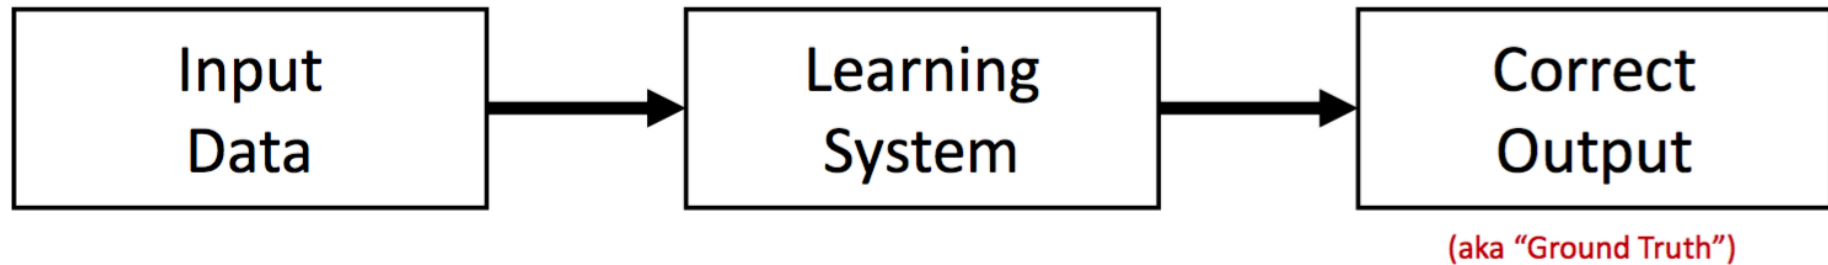 Input
Data
Learning
System
Correct
Output
(aka “Ground Truth”)